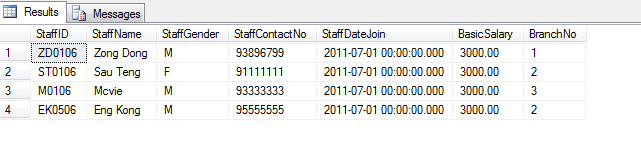 Results Messages
StaffID StaffName StaffGender StaffContactNo StaffDateJoin BasicSalary BranchNo
1 ZD0106 Zong Dong M 93896799 2011-07-01 00:00:00.000 3000.00 1
2 ST0106 Sau Teng F 91111111 2011-07-01 00:00:00.000 3000.00 2
3 M0106 Mcvie M 93333333 2011-07-01 00:00:00.000 3000.00 3
4 EK0506 Eng Kong M 95555555 2011-07-01 00:00:00.000 3000.00 2